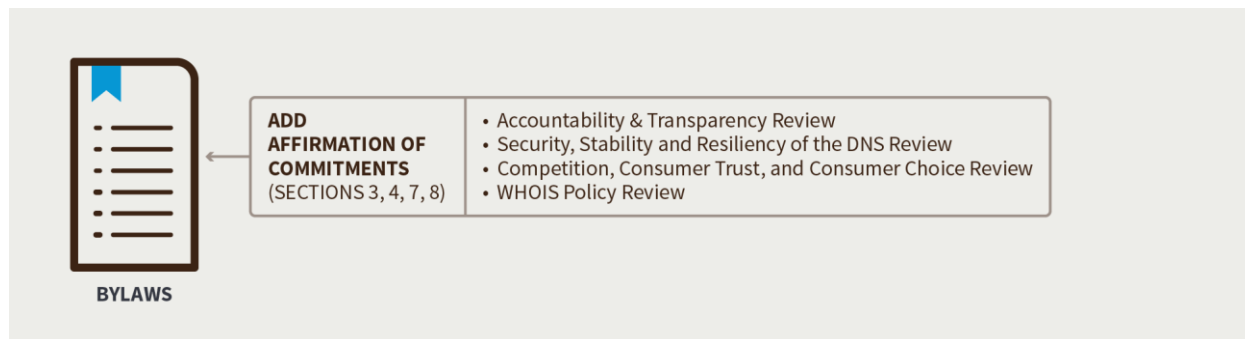 ADD
AFFIRMATION OF
COMMITMENTS
(SECTIONS 3, 4, 7, 8)
• Accountability & Transparency Review
• Security, Stability and Resiliency of the DNS Review
• Competition, Consumer Trust, and Consumer Choice Review
• WHOIS Policy Review
BYLAWS